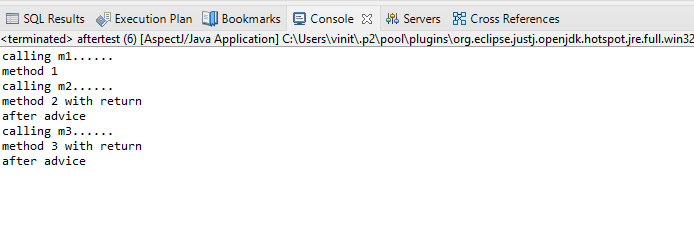 SQL Results Execution Plan Bookmarks Console Servers Cross References
<terminated> aftertest (6) [AspectJ/Java Application] C:\Users\vinit\.p2\pool\plugins\org.eclipse.justj.openjdk.hotspot.jre.full.win32
calling m1......
method 1
calling m2......
method 2 with return
after advice
calling m3......
method 3 with return
after advice